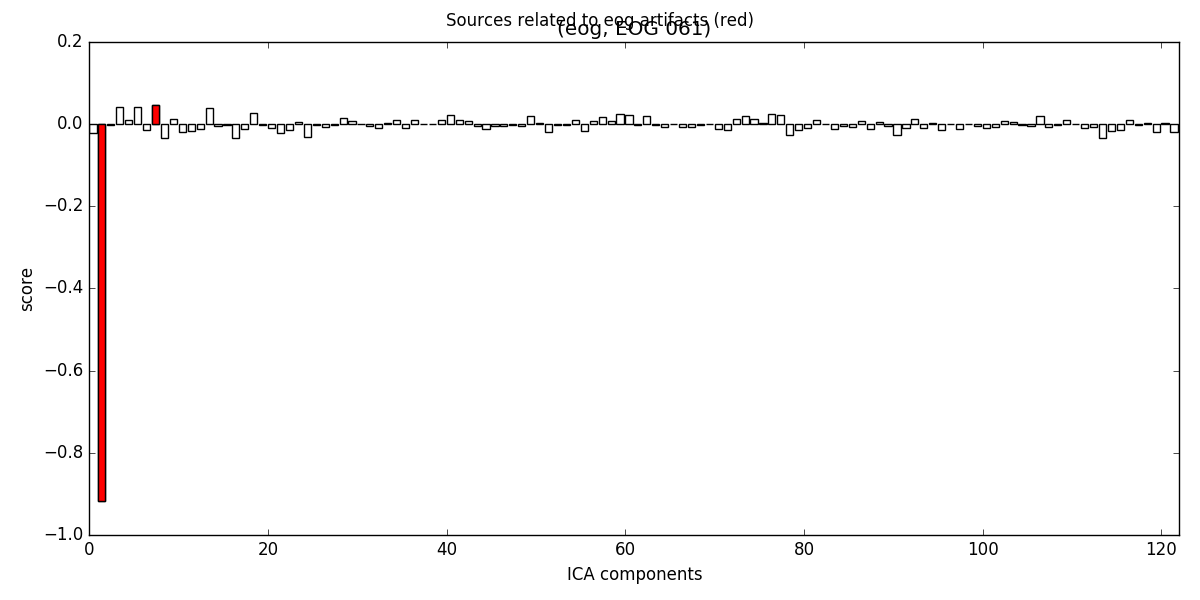 Sources related to eog artifacts (red)
(eog, EOG 061)
0.2
0.0
−0.2
−0.4
−0.6
−0.8
−1.0
score
0 20 40 60 80 100 120
ICA components